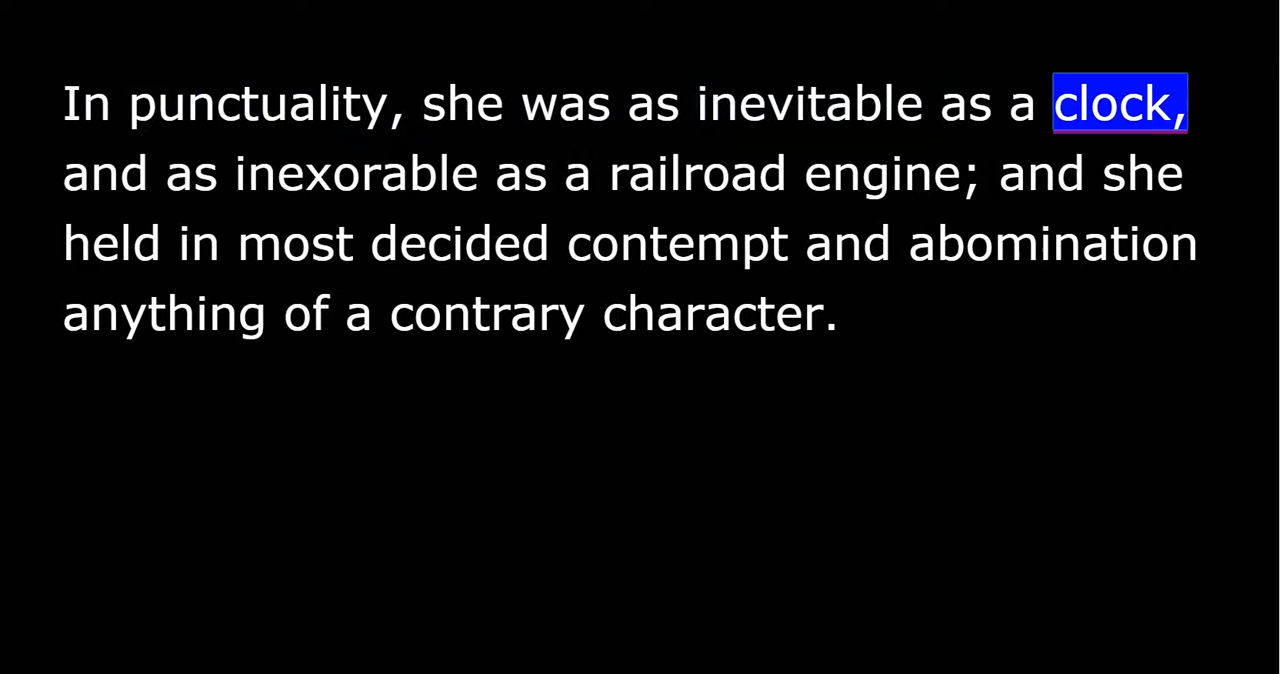 In punctuality, she was as inevitable as a clock,
and as inexorable as a railroad engine; and she
held in most decided contempt and abomination
anything of a contrary character.